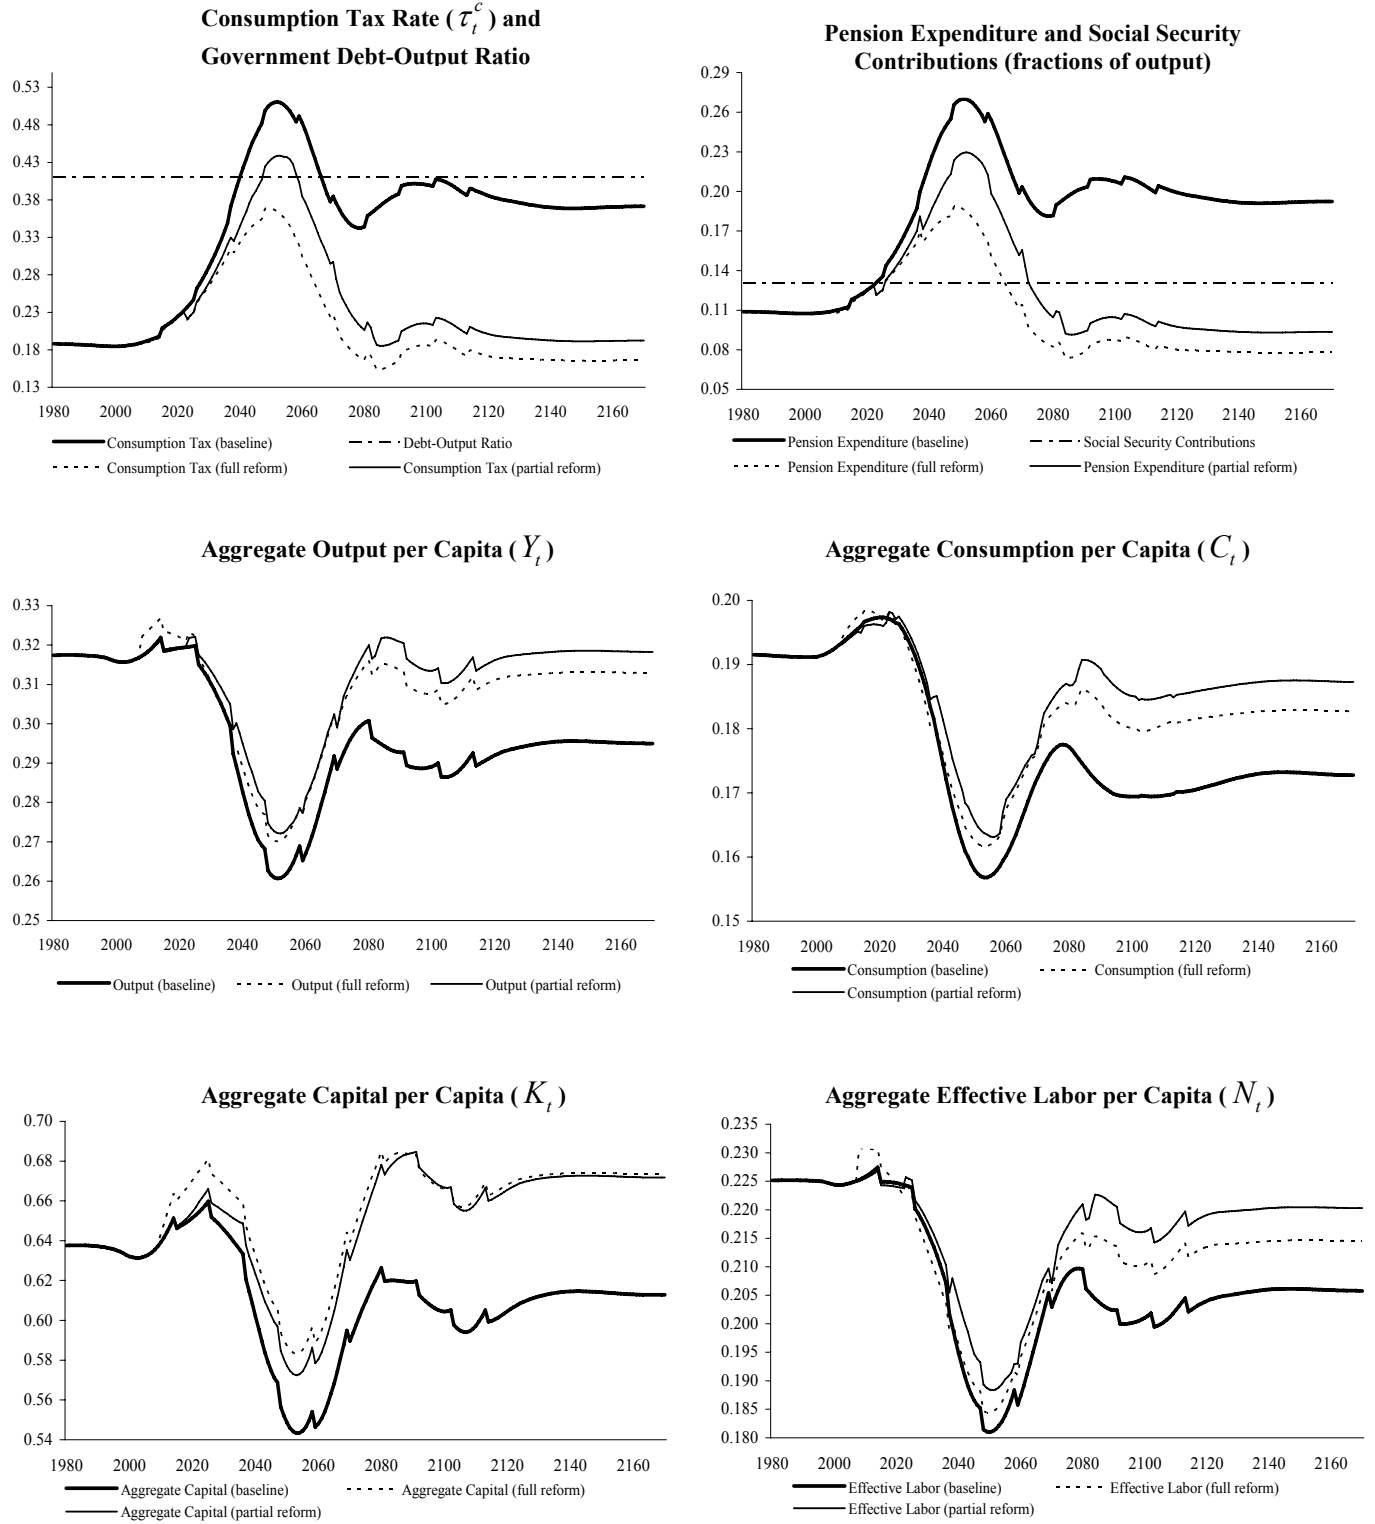 Consumption Tax Rate ( τ_t^c ) and
Government Debt-Output Ratio
0.53
0.48
0.43
0.38
0.33
0.28
0.23
0.18
0.13
1980 2000 2020 2040 2060 2080 2100 2120 2140 2160
Consumption Tax (baseline) Debt-Output Ratio
Consumption Tax (full reform) Consumption Tax (partial reform)
Pension Expenditure and Social Security
Contributions (fractions of output)
0.29
0.26
0.23
0.20
0.17
0.14
0.11
0.08
0.05
1980 2000 2020 2040 2060 2080 2100 2120 2140 2160
Pension Expenditure (baseline) Social Security Contributions
Pension Expenditure (full reform) Pension Expenditure (partial reform)
Aggregate Output per Capita ( Y_t )
0.33
0.32
0.31
0.30
0.29
0.28
0.27
0.26
0.25
1980 2000 2020 2040 2060 2080 2100 2120 2140 2160
Output (baseline) Output (full reform) Output (partial reform)
Aggregate Consumption per Capita ( C_t )
0.20
0.19
0.18
0.17
0.16
0.15
1980 2000 2020 2040 2060 2080 2100 2120 2140 2160
Consumption (baseline) Consumption (full reform)
Consumption (partial reform)
Aggregate Capital per Capita ( K_t )
0.70
0.68
0.66
0.64
0.62
0.60
0.58
0.56
0.54
1980 2000 2020 2040 2060 2080 2100 2120 2140 2160
Aggregate Capital (baseline) Aggregate Capital (full reform)
Aggregate Capital (partial reform)
Aggregate Effective Labor per Capita ( N_t )
0.235
0.230
0.225
0.220
0.215
0.210
0.205
0.200
0.195
0.190
0.185
0.180
1980 2000 2020 2040 2060 2080 2100 2120 2140 2160
Effective Labor (baseline) Effective Labor (full reform)
Effective Labor (partial reform)